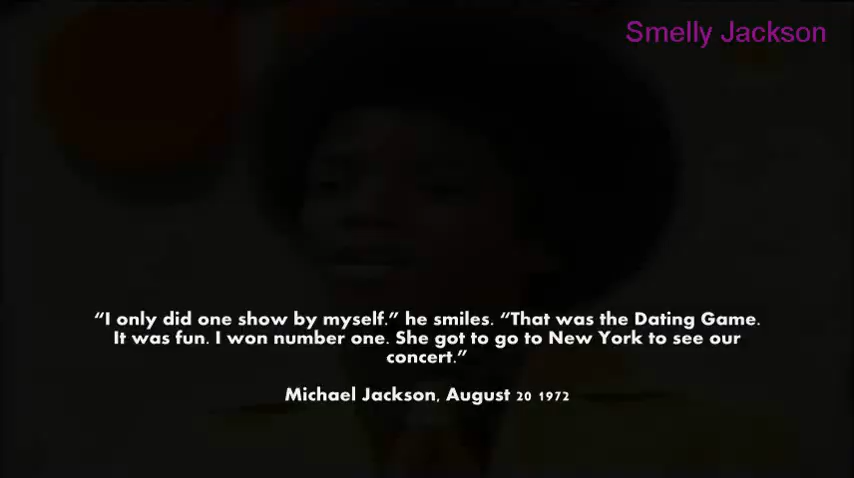 Smelly Jackson
“I only did one show by myself.” he smiles. “That was the Dating Game.
It was fun. I won number one. She got to go to New York to see our
concert.”
Michael Jackson, August 20 1972